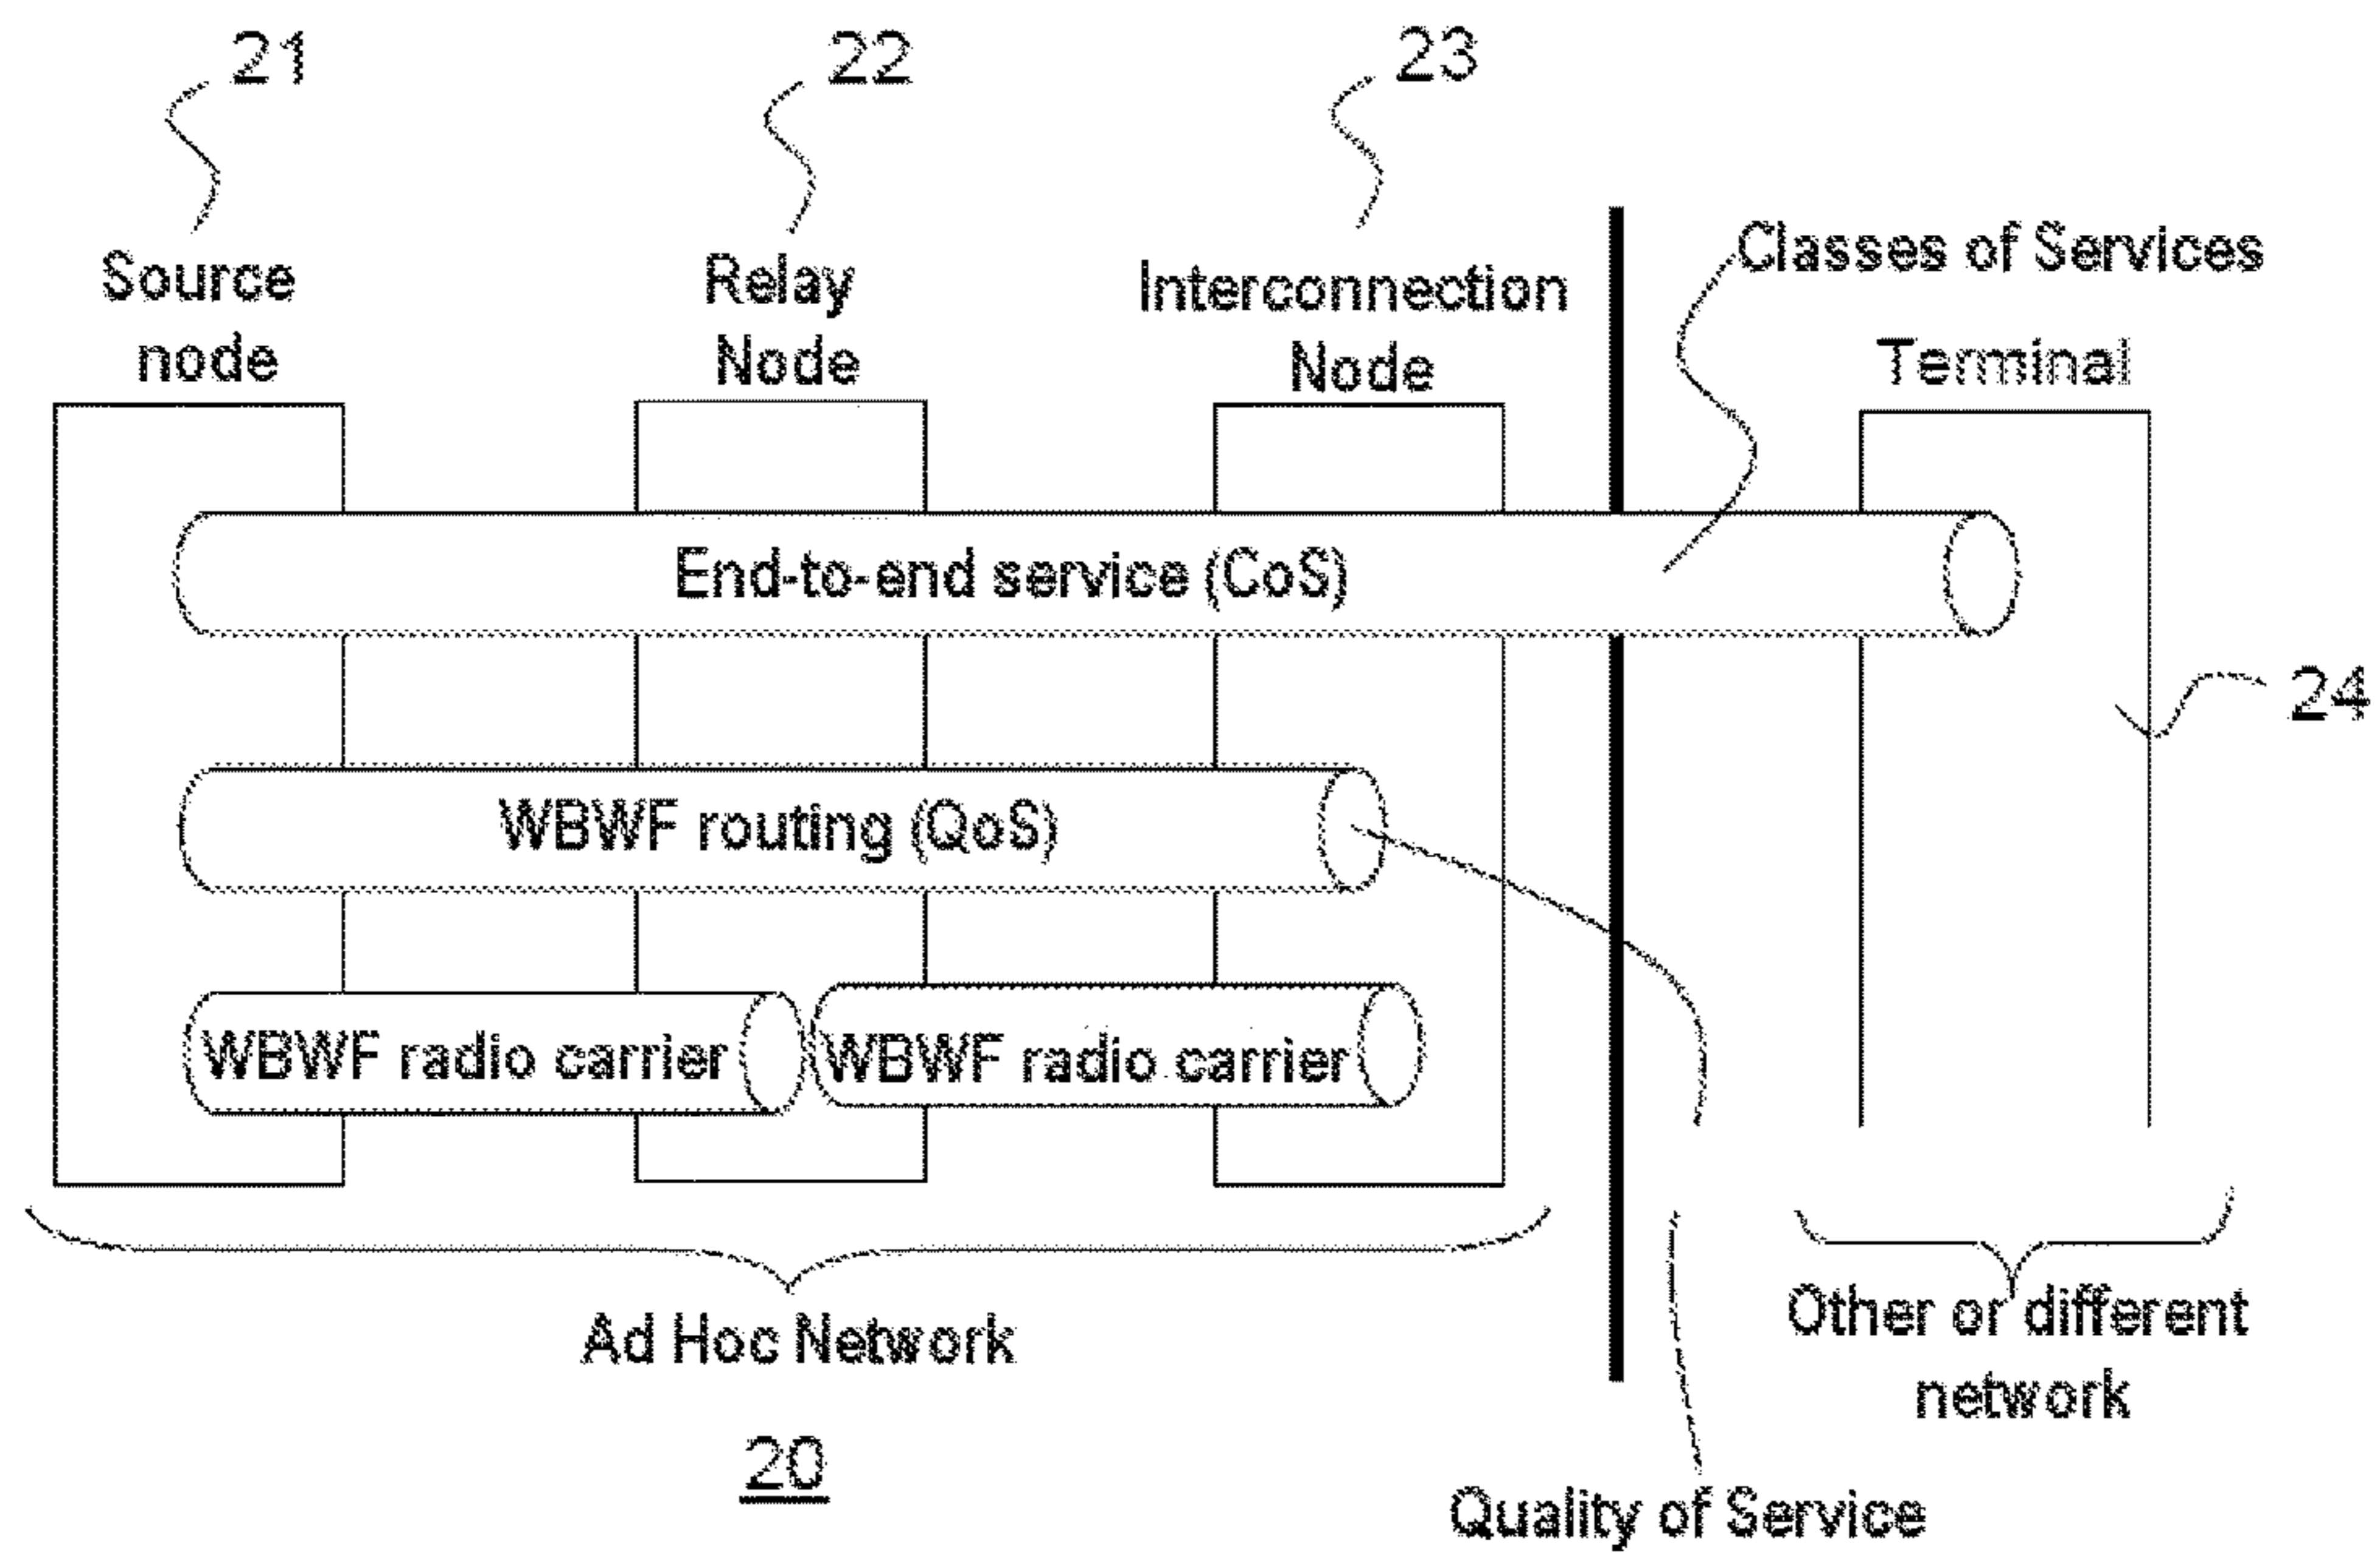 21
22
23
Source
node
Relay
Node
Interconnection
Node
Classes of Services
Terminal
End-to-end service (CoS)
24
WBWF routing (QoS)
WBWF radio carrier
WBWF radio carrier
Ad Hoc Network
20
Other or different
network
Quality of Service